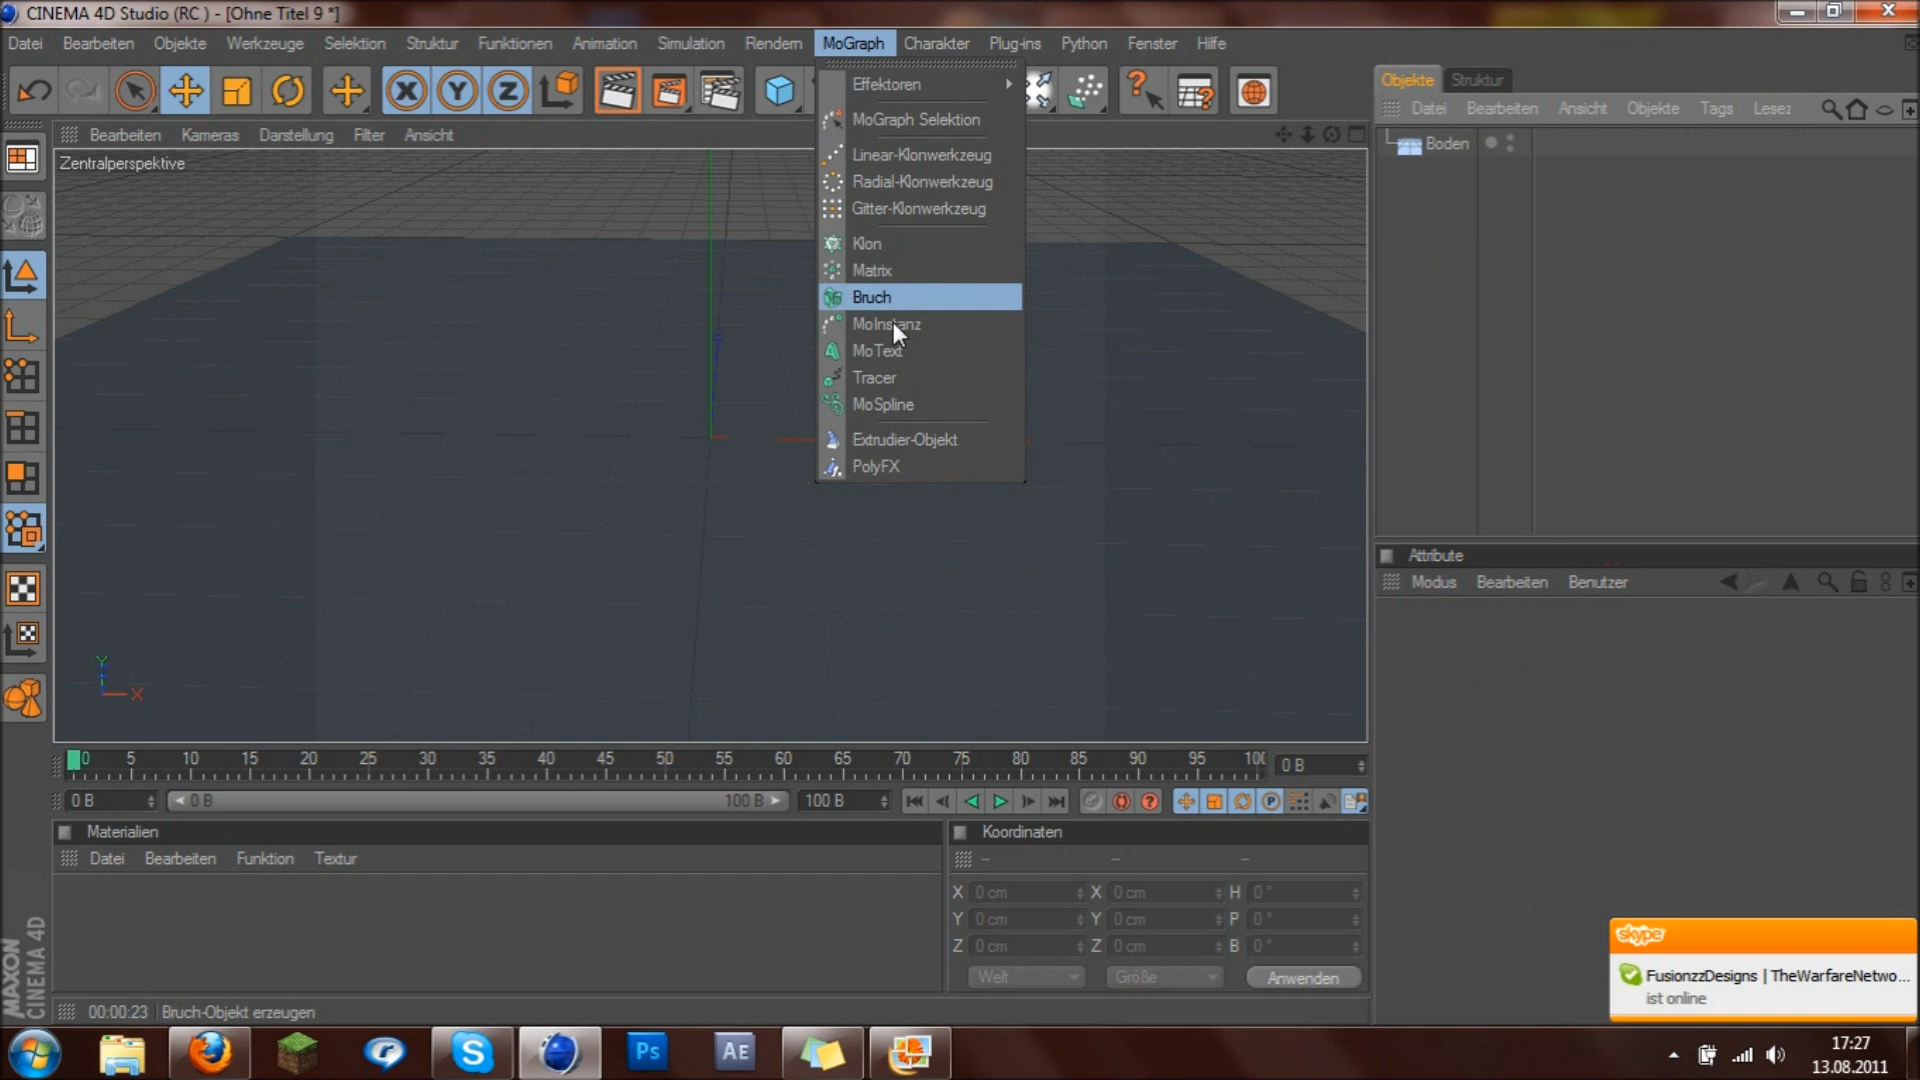 CINEMA 4D Studio (RC ) - [Ohne Titel 9 *]
Datei Bearbeiten Objekte Werkzeuge Selektion Struktur Funktionen Animation Simulation Rendern MoGraph Charakter Plug-ins Python Fenster Hilfe
X Y Z
Objekte Struktur
Datei Bearbeiten Ansicht Objekte Tags Lesez
Boden
Bearbeiten Kameras Darstellung Filter Ansicht
Zentralperspektive
Effektoren
MoGraph Selektion
Linear-Klonwerkzeug
Radial-Klonwerkzeug
Gitter-Klonwerkzeug
Klon
Matrix
Bruch
MoInstanz
MoText
Tracer
MoSpline
Extrudier-Objekt
PolyFX
Y
X
Attribute
Modus Bearbeiten Benutzer
0 5 10 15 20 25 30 35 40 45 50 55 60 65 70 75 80 85 90 95 100 0 B
0 B 0 B 100 B 100 B
P
Materialien
Datei Bearbeiten Funktion Textur
Koordinaten
-- -- --
X 0 cm X 0 cm H 0 °
Y 0 cm Y 0 cm P 0 °
Z 0 cm Z 0 cm B 0 °
Welt Größe Anwenden
MAXON
CINEMA 4D
00:00:23 Bruch-Objekt erzeugen
skype
FusionzzDesigns | TheWarfareNetwo...
ist online
Ps AE
17:27
13.08.2011